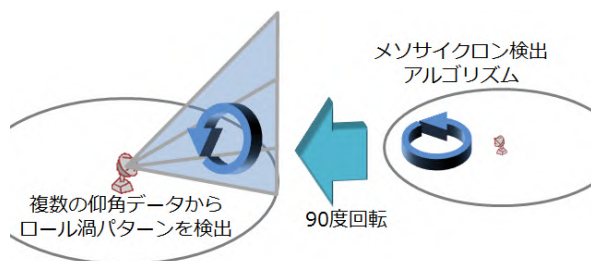 メソサイクロン検出
アルゴリズム
複数の仰角データから
ロール渦パターンを検出
90度回転